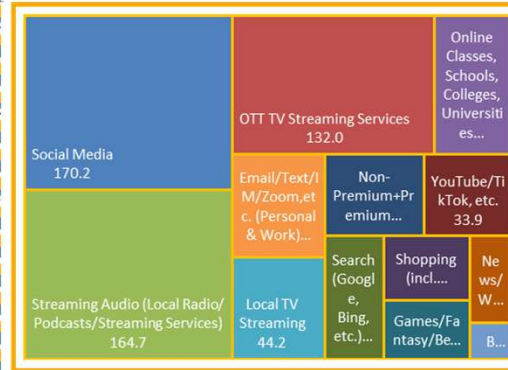 Social Media
170.2
Streaming Audio (Local Radio/
Podcasts/Streaming Services)
164.7
OTT TV Streaming Services
132.0
Online
Classes,
Schools,
Colleges,
Universiti
es...
Email/Text/I
M/Zoom,et
c. (Personal
& Work)...
Non-
Premium+Pr
emium...
YouTube/Ti
kTok, etc.
33.9
Local TV
Streaming
44.2
Search
(Googl
e,
Bing,
etc.)...
Shopping
(incl....
Games/Fa
ntasy/Be...
Ne
ws/
W...
B...